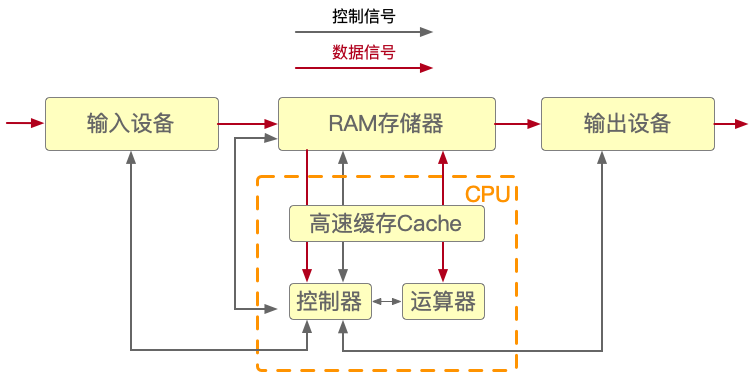 控制信号
数据信号
输入设备
RAM存储器
输出设备
CPU
高速缓存Cache
控制器
运算器